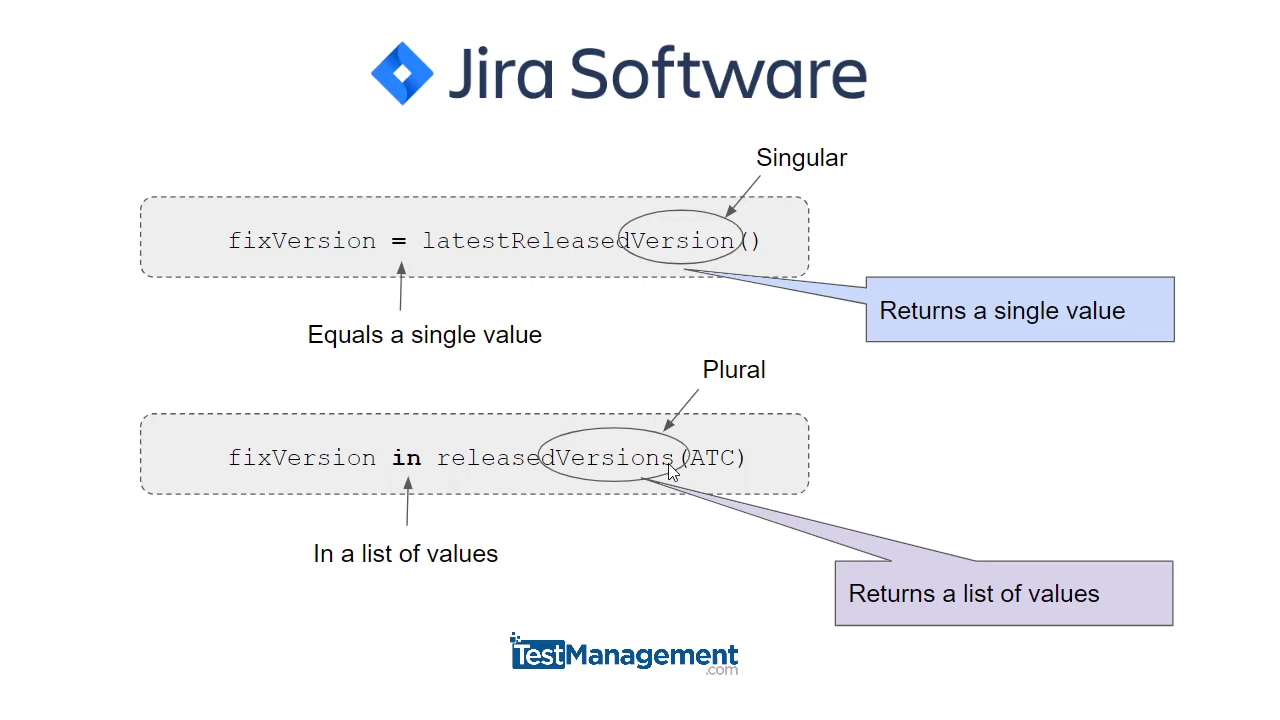 Jira Software
Singular
fixVersion = latestReleasedVersion()
Returns a single value
Equals a single value
Plural
fixVersion in releasedVersions(ATC)
In a list of values
Returns a list of values
TestManagement
.com